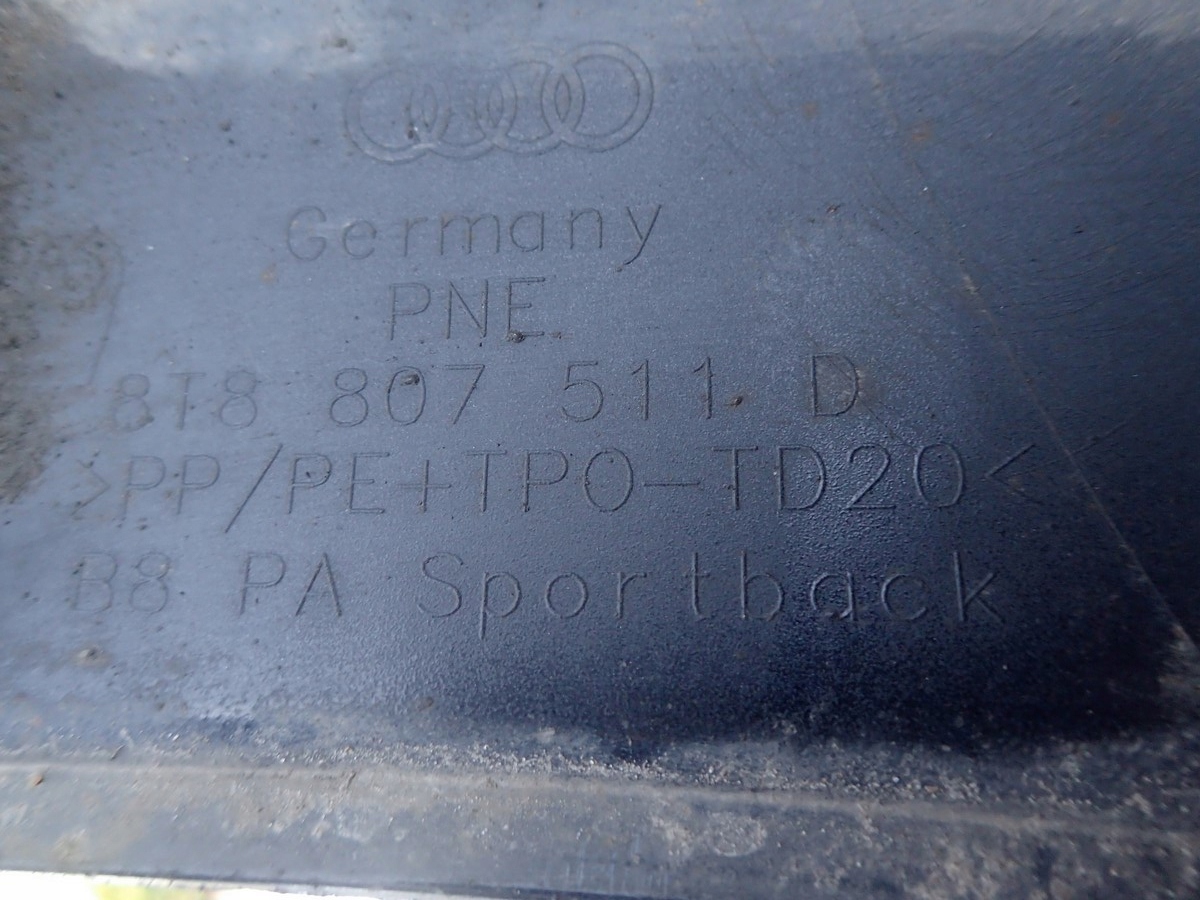 Germany
PNE
8T8 807 511 D
>PP/PE+TPO-TD20<
B8 PA Sportback